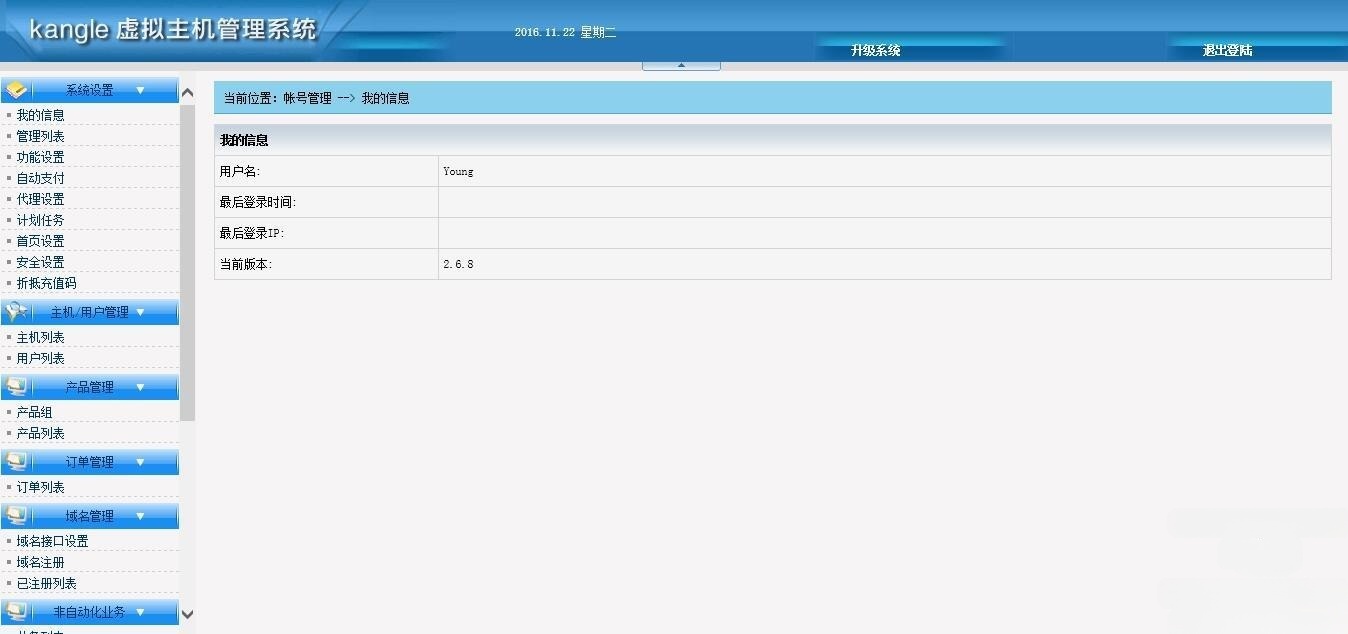 kangle 虚拟主机管理系统
2016.11.22 星期二
升级系统
退出登陆
系统设置
我的信息
管理列表
功能设置
自动支付
代理设置
计划任务
首页设置
安全设置
折抵充值码
主机/用户管理
主机列表
用户列表
产品管理
产品组
产品列表
订单管理
订单列表
域名管理
域名接口设置
域名注册
已注册列表
非自动化业务
当前位置: 帐号管理 --> 我的信息
我的信息
用户名: Young
最后登录时间:
最后登录IP:
当前版本: 2.6.8